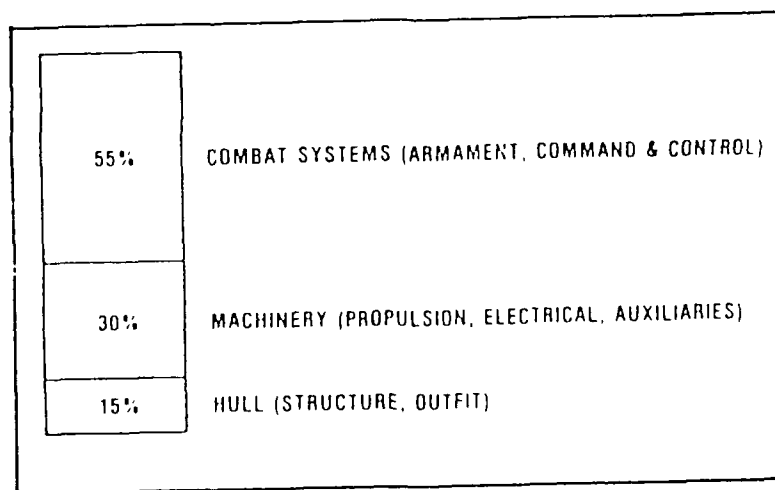 55% COMBAT SYSTEMS (ARMAMENT, COMMAND & CONTROL)
30% MACHINERY (PROPULSION, ELECTRICAL, AUXILIARIES)
15% HULL (STRUCTURE, OUTFIT)